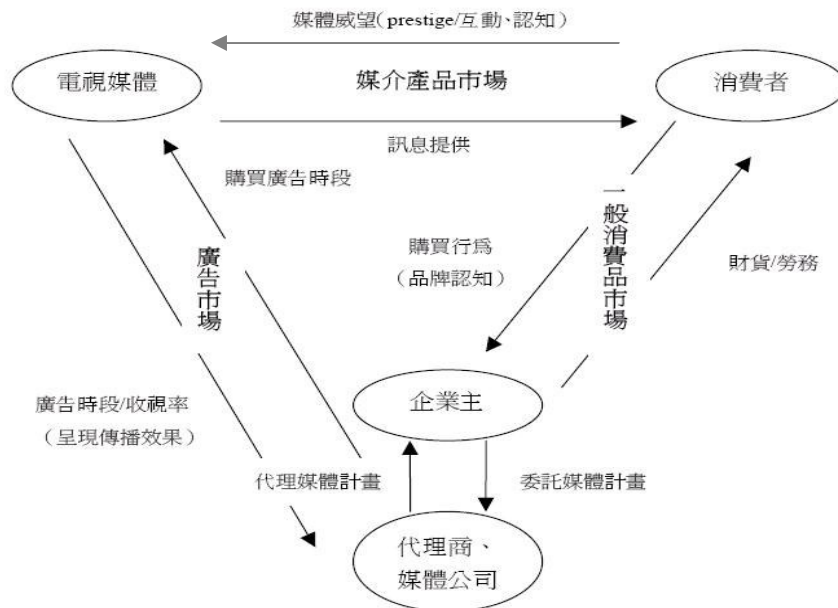 媒體威望(prestige/互動、認知)
電視媒體
媒介產品市場
消費者
訊息提供
購買廣告時段
一般消費品市場
廣告市場
購買行爲
（品牌認知）
財貨/勞務
企業主
廣告時段/收視率
（呈現傳播效果）
代理媒體計畫
委託媒體計畫
代理商、
媒體公司